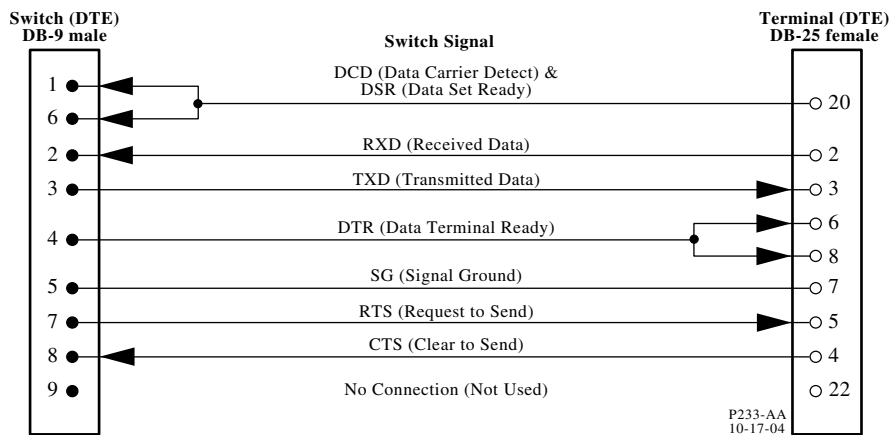 Switch (DTE)
DB-9 male
Terminal (DTE)
DB-25 female
Switch Signal
DCD (Data Carrier Detect) &
DSR (Data Set Ready)
1
6
20
2
RXD (Received Data)
2
3
TXD (Transmitted Data)
3
4
DTR (Data Terminal Ready)
6
8
5
SG (Signal Ground)
7
7
RTS (Request to Send)
5
8
CTS (Clear to Send)
4
9
No Connection (Not Used)
22
P233-AA
10-17-04